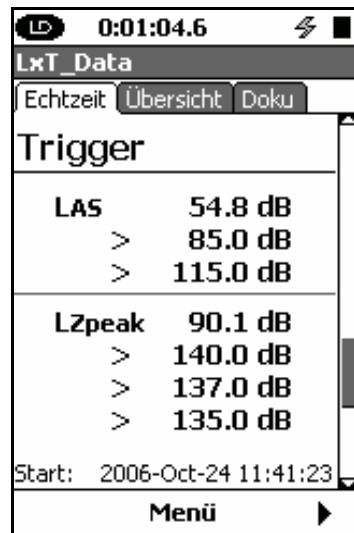 LD 0:01:04.6
LxT_Data
Echtzeit Übersicht Doku
Trigger
LAS 54.8 dB
> 85.0 dB
> 115.0 dB
LZpeak 90.1 dB
> 140.0 dB
> 137.0 dB
> 135.0 dB
Start: 2006-Oct-24 11:41:23
Menü